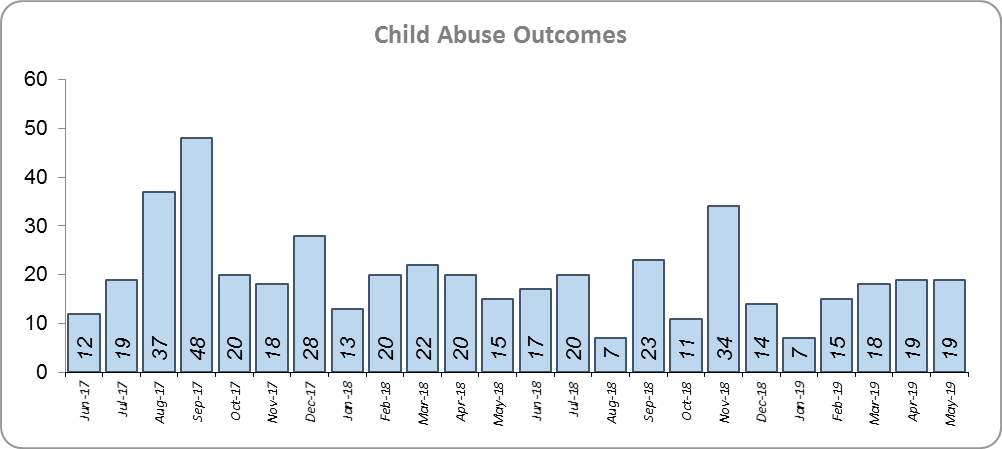 Child Abuse Outcomes
60
50
40
30
20
10
0
12 19 37 48 20 18 28 13 20 22 20 15 17 20 7 23 11 34 14 7 15 18 19 19
Jun-17 Jul-17 Aug-17 Sep-17 Oct-17 Nov-17 Dec-17 Jan-18 Feb-18 Mar-18 Apr-18 May-18 Jun-18 Jul-18 Aug-18 Sep-18 Oct-18 Nov-18 Dec-18 Jan-19 Feb-19 Mar-19 Apr-19 May-19